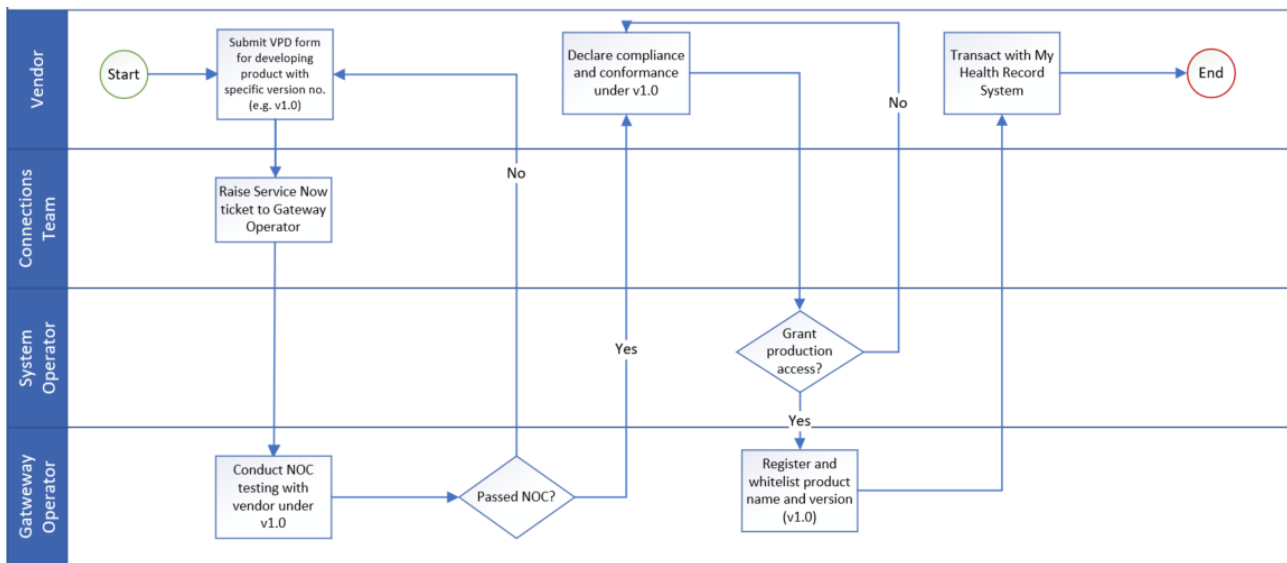 Vendor
Start
Submit VPD form
for developing
product with
specific version no.
(e.g. v1.0)
Declare compliance
and conformance
under v1.0
No
Transact with My
Health Record
System
End
Connections
Team
Raise Service Now
ticket to Gateway
Operator
No
System
Operator
Yes
Grant
production
access?
Yes
Gatweway
Operator
Conduct NOC
testing with
vendor under
v1.0
Passed NOC?
Register and
whitelist product
name and version
(v1.0)